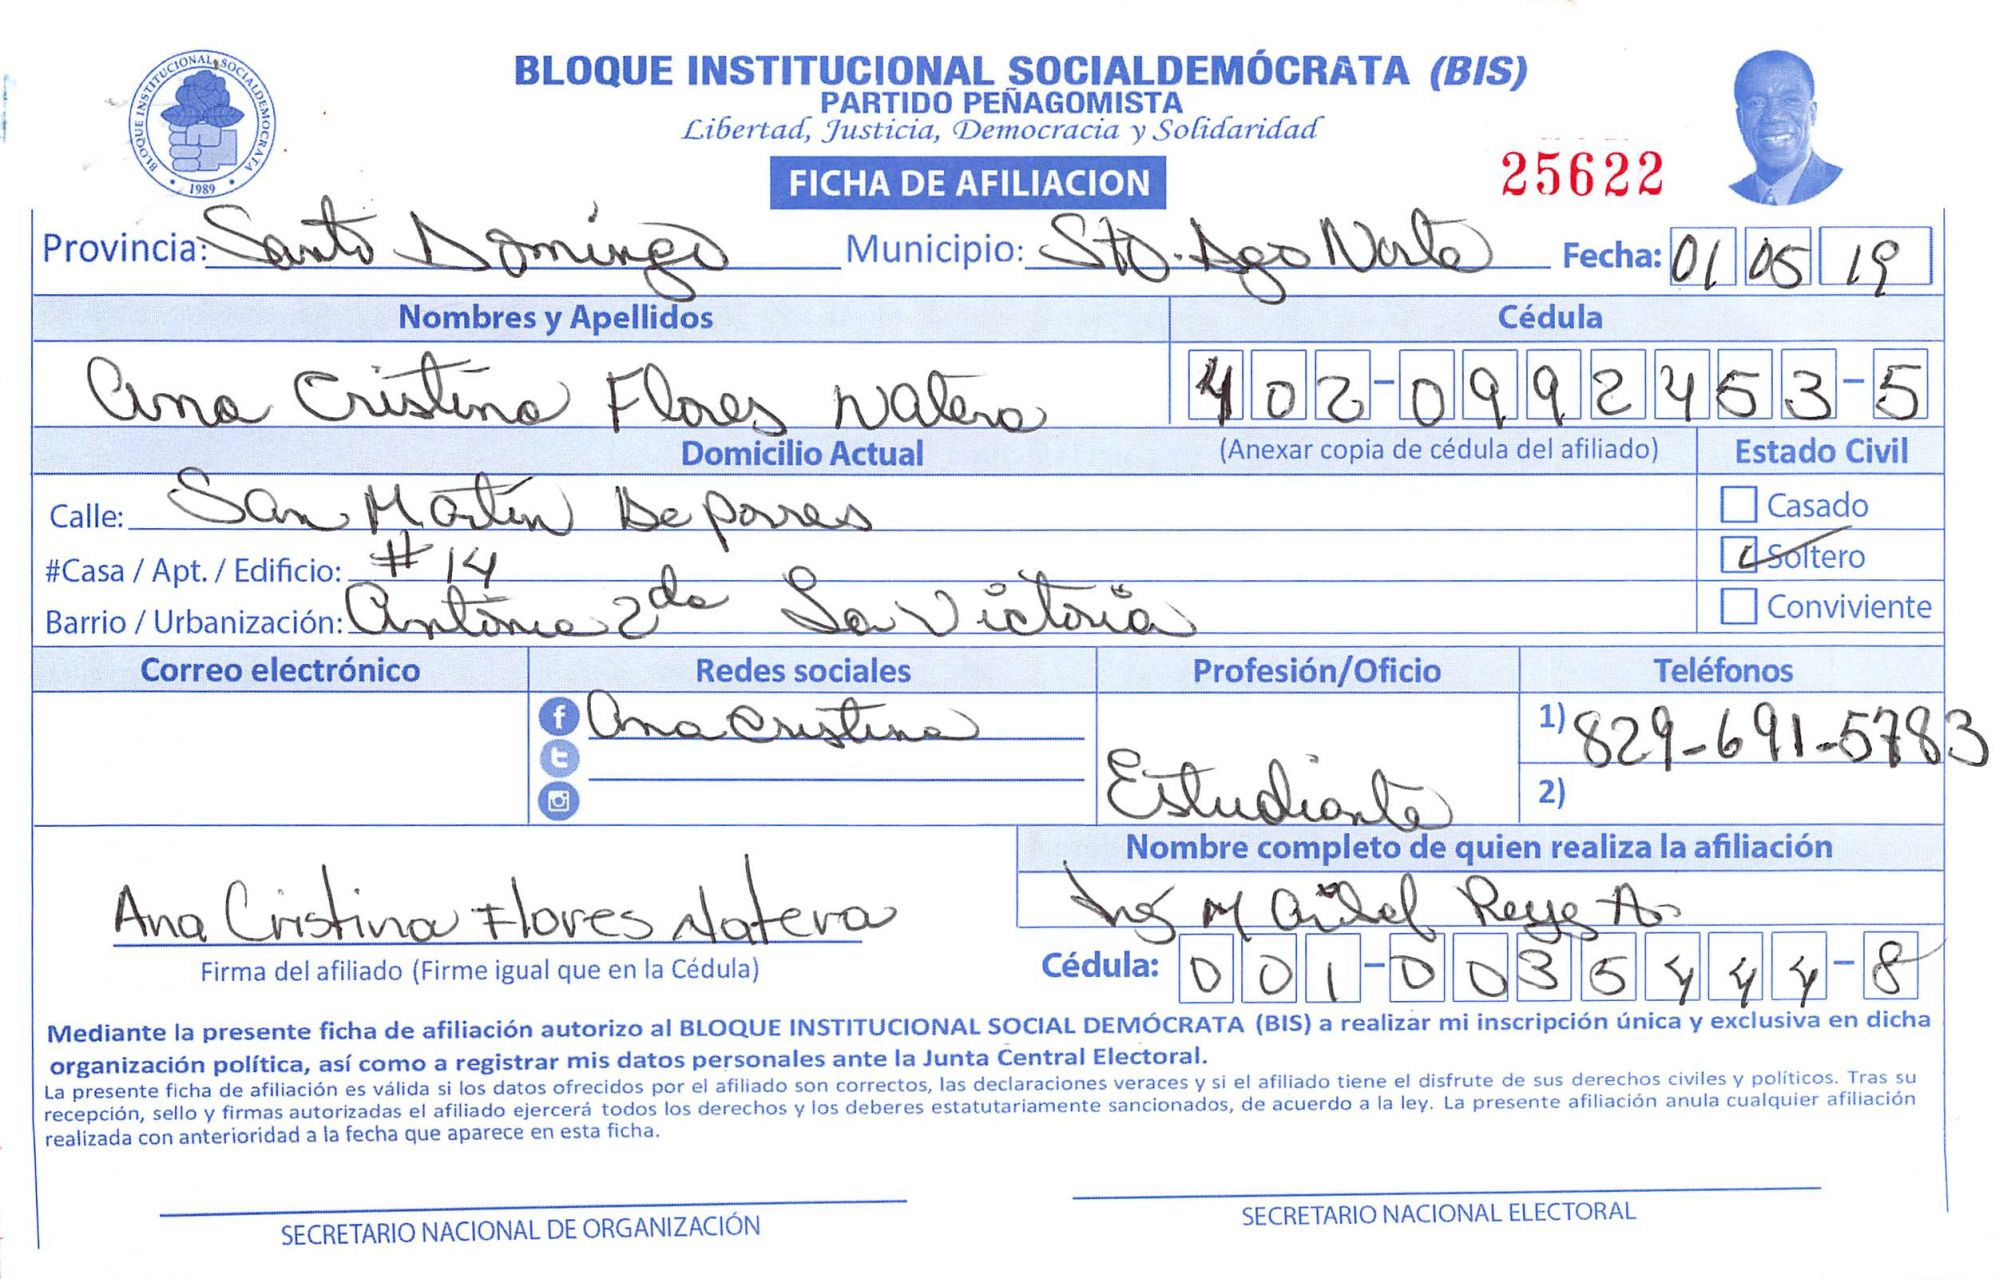 BLOQUE INSTITUCIONAL SOCIALDEMÓCRATA (BIS)
PARTIDO PEÑAGOMISTA
Libertad, Justicia, Democracia y Solidaridad
BLOQUE INSTITUCIONAL SOCIALDEMOCRATA
1989
FICHA DE AFILIACION
25622
Provincia: Santo Domingo Municipio: Sto. Dgo Norte Fecha: 01 05 19
Nombres y Apellidos Cédula
Ana Cristina Flores Natera 402-0992453-5
Domicilio Actual (Anexar copia de cédula del afiliado) Estado Civil
Calle: San Martín De Porres Casado
#Casa / Apt. / Edificio: #14 Soltero
Barrio / Urbanización: 2da La Victoria Conviviente
Correo electrónico Redes sociales Profesión/Oficio Teléfonos
Ana Cristina 1) 829-691-5783
Estudiante 2)
Nombre completo de quien realiza la afiliación
Ana Cristina Flores Natera Ing M Reyes
Firma del afiliado (Firme igual que en la Cédula) Cédula: 001-0035444-8
Mediante la presente ficha de afiliación autorizo al BLOQUE INSTITUCIONAL SOCIAL DEMÓCRATA (BIS) a realizar mi inscripción única y exclusiva en dicha
organización política, así como a registrar mis datos personales ante la Junta Central Electoral.
La presente ficha de afiliación es válida si los datos ofrecidos por el afiliado son correctos, las declaraciones veraces y si el afiliado tiene el disfrute de sus derechos civiles y políticos. Tras su
recepción, sello y firmas autorizadas el afiliado ejercerá todos los derechos y los deberes estatutariamente sancionados, de acuerdo a la ley. La presente afiliación anula cualquier afiliación
realizada con anterioridad a la fecha que aparece en esta ficha.
SECRETARIO NACIONAL DE ORGANIZACIÓN SECRETARIO NACIONAL ELECTORAL